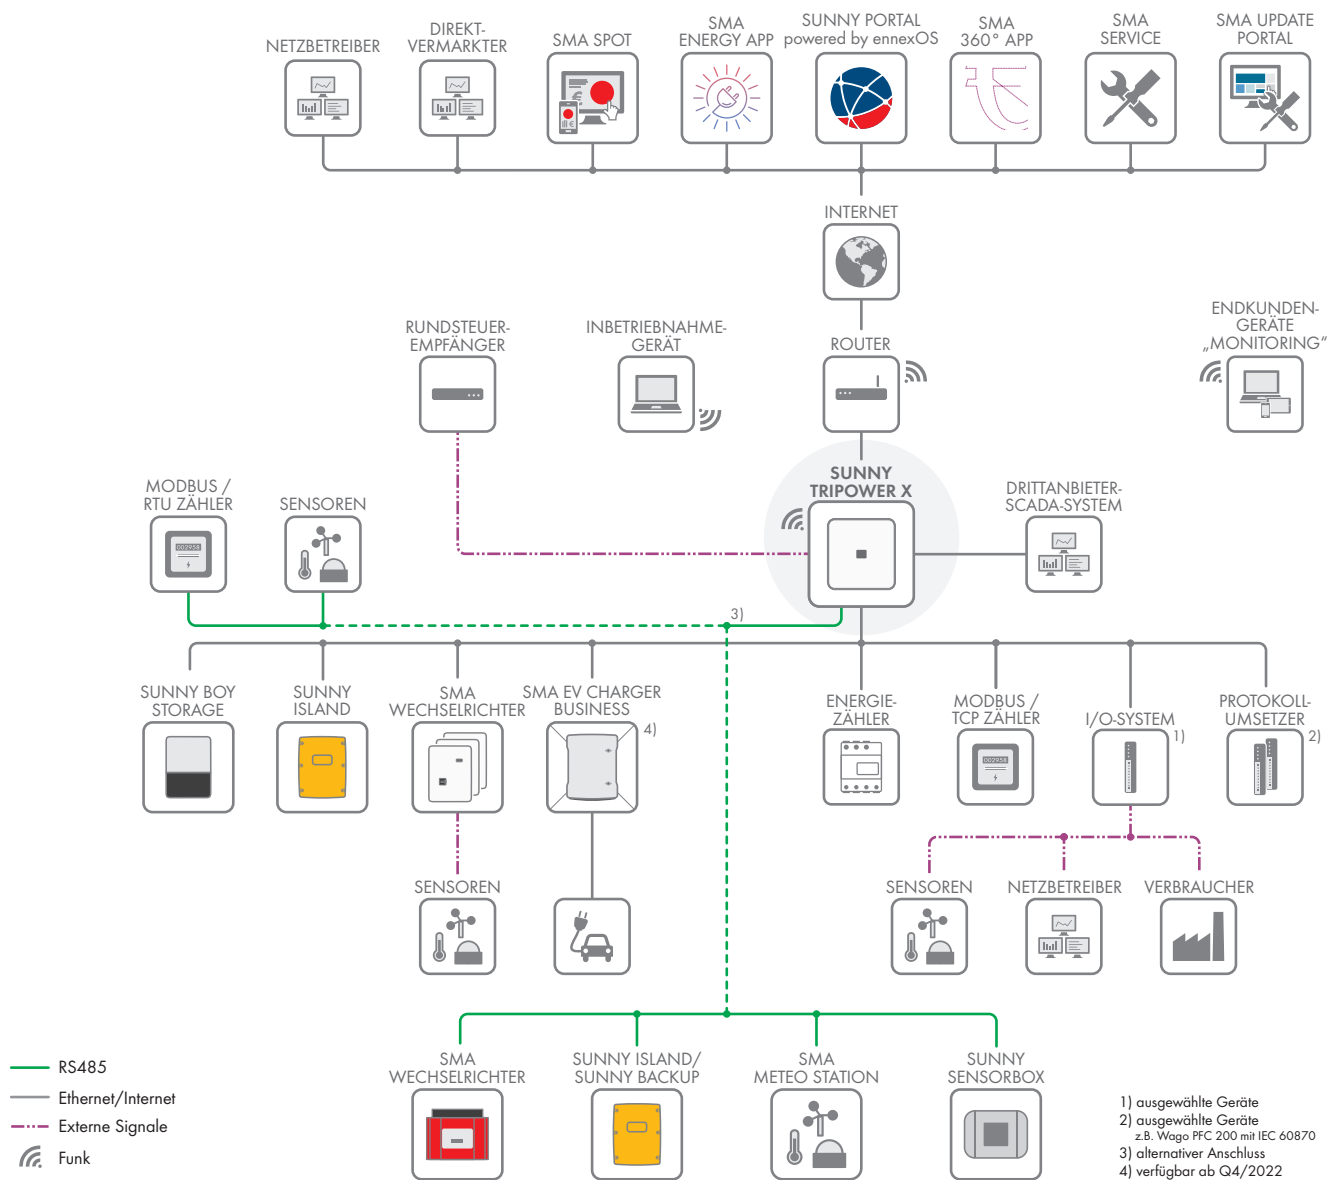 NETZBETREIBER
DIREKT-
VERMARKTER
SMA SPOT
SMA
ENERGY APP
SUNNY PORTAL
powered by ennexOS
SMA
360° APP
SMA
SERVICE
SMA UPDATE
PORTAL
INTERNET
RUNDSTEUER-
EMPFÄNGER
INBETRIEBNAHME-
GERÄT
ROUTER
ENDKUNDEN-
GERÄTE
„MONITORING“
MODBUS /
RTU ZÄHLER
SENSOREN
SUNNY
TRIPOWER X
DRITTANBIETER-
SCADA-SYSTEM
002958
3)
SUNNY BOY
STORAGE
SUNNY
ISLAND
SMA
WECHSELRICHTER
SMA EV CHARGER
BUSINESS
4)
ENERGIE-
ZÄHLER
MODBUS /
TCP ZÄHLER
002958
I/O-SYSTEM
1)
PROTOKOLL-
UMSETZER
2)
SENSOREN
SENSOREN
NETZBETREIBER
VERBRAUCHER
SMA
WECHSELRICHTER
SUNNY ISLAND/
SUNNY BACKUP
SMA
METEO STATION
SUNNY
SENSORBOX
RS485
Ethernet/Internet
Externe Signale
Funk
1) ausgewählte Geräte
2) ausgewählte Geräte
z.B. Wago PFC 200 mit IEC 60870
3) alternativer Anschluss
4) verfügbar ab Q4/2022